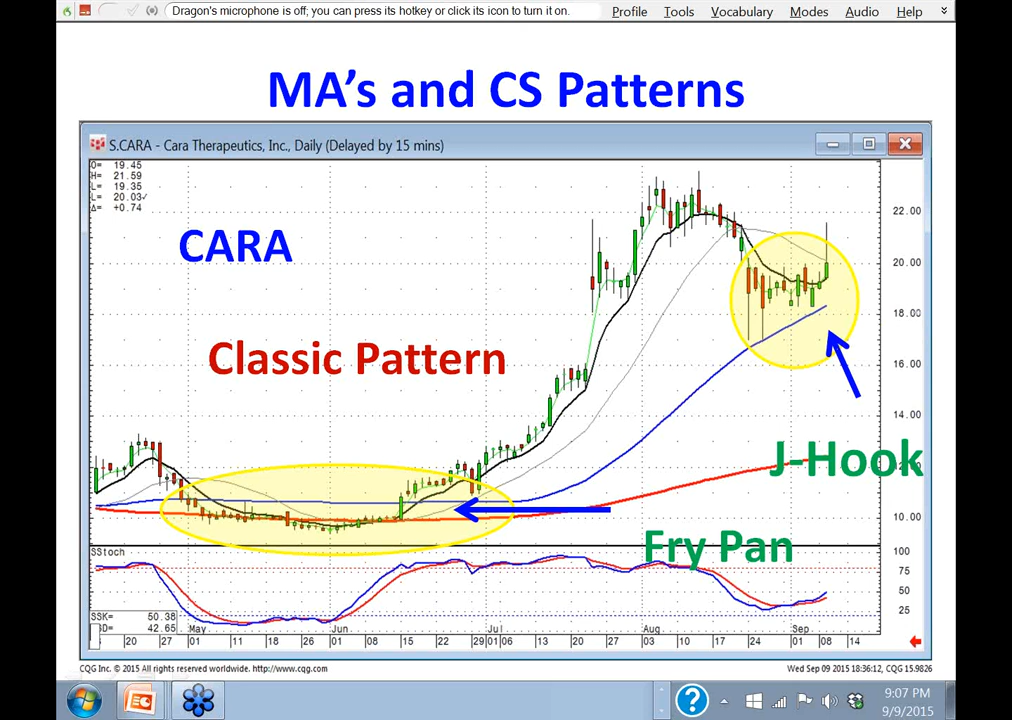 Dragon's microphone is off; you can press its hotkey or click its icon to turn it on.
Profile Tools Vocabulary Modes Audio Help
MA's and CS Patterns
S.CARA - Cara Therapeutics, Inc., Daily (Delayed by 15 mins)
O= 19.45
H= 21.59
L= 19.35
L= 20.03✓
Δ= +0.74
22.00
CARA
20.00
18.00
Classic Pattern
16.00
14.00
J-Hook
10.00
Fry Pan
SStoch
100
75
50
25
SSK= 50.38
42.65
20 27 01 May 11 18 26 01 Jun 08 15 22 29 01 Jul 06 13 20 27 03 Aug 10 17 24 01 Sep 08 14
CQG Inc. © 2015 All rights reserved worldwide. http://www.cqg.com
Wed Sep 09 2015 18:36:12, CQG 15.9826
9:07 PM
9/9/2015